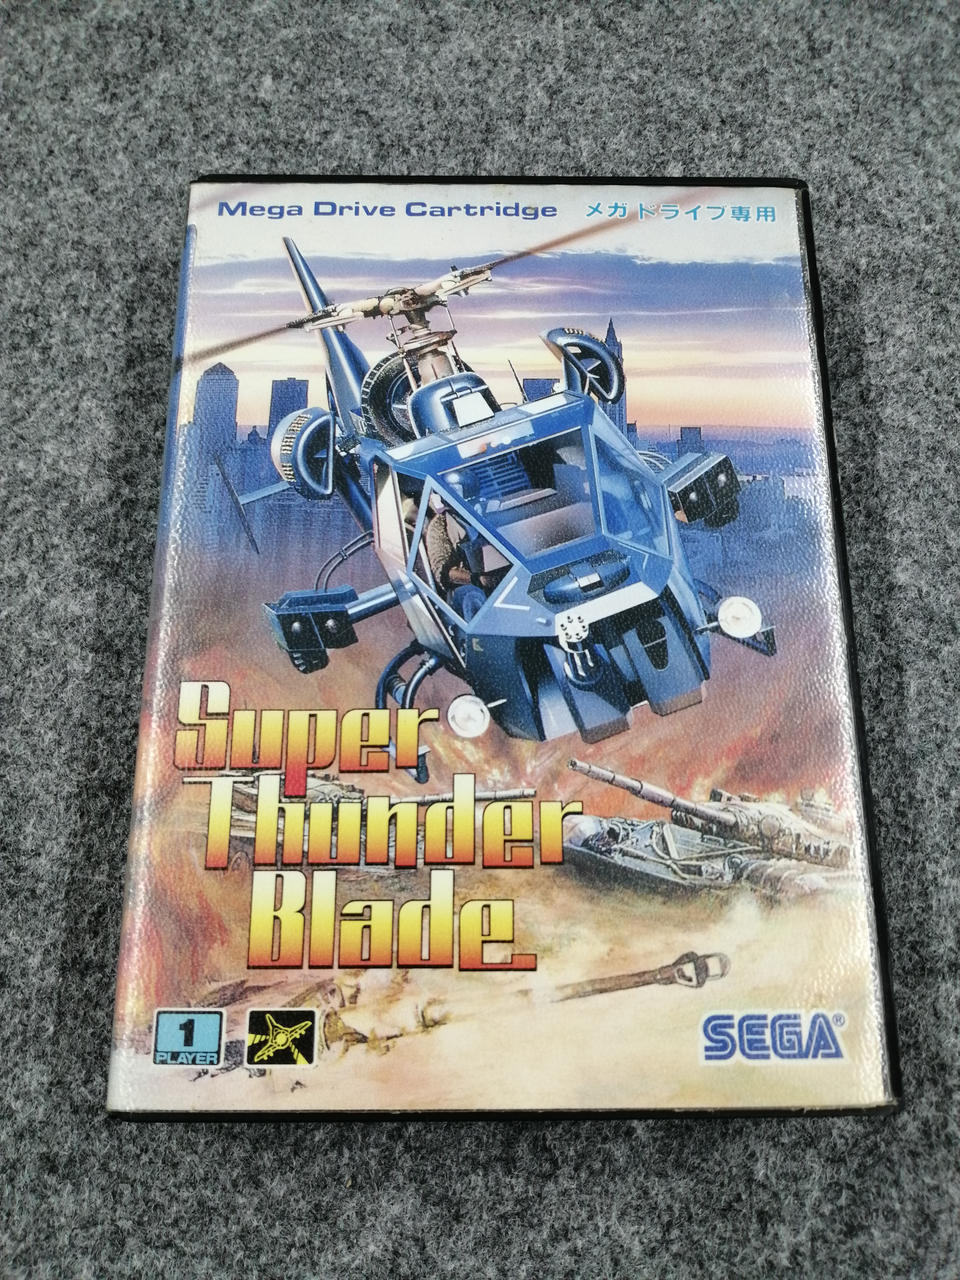 Mega Drive Cartridge メガドライブ専用
Super
Thunder
Blade
1
PLAYER
SEGA®